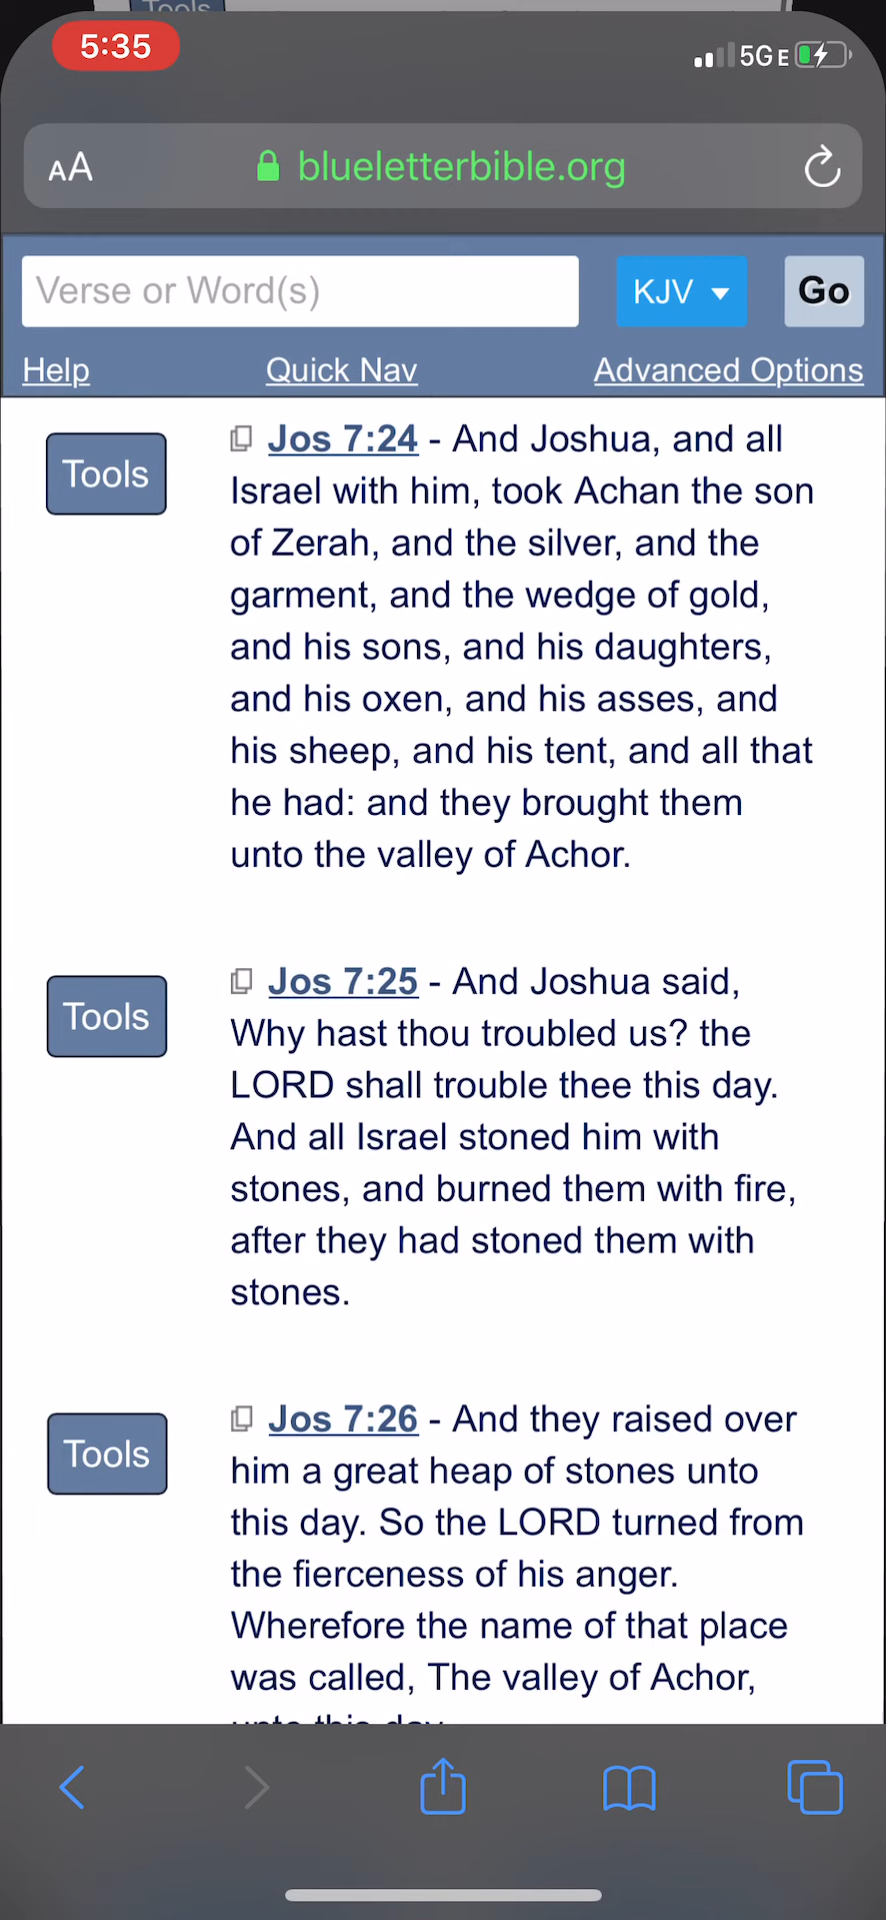 Tools
5:35
5GE
AA
blueletterbible.org
Verse or Word(s)
KJV
Go
Help
Quick Nav
Advanced Options
Tools
Jos 7:24 - And Joshua, and all
Israel with him, took Achan the son
of Zerah, and the silver, and the
garment, and the wedge of gold,
and his sons, and his daughters,
and his oxen, and his asses, and
his sheep, and his tent, and all that
he had: and they brought them
unto the valley of Achor.
Tools
Jos 7:25 - And Joshua said,
Why hast thou troubled us? the
LORD shall trouble thee this day.
And all Israel stoned him with
stones, and burned them with fire,
after they had stoned them with
stones.
Tools
Jos 7:26 - And they raised over
him a great heap of stones unto
this day. So the LORD turned from
the fierceness of his anger.
Wherefore the name of that place
was called, The valley of Achor,
unto this day